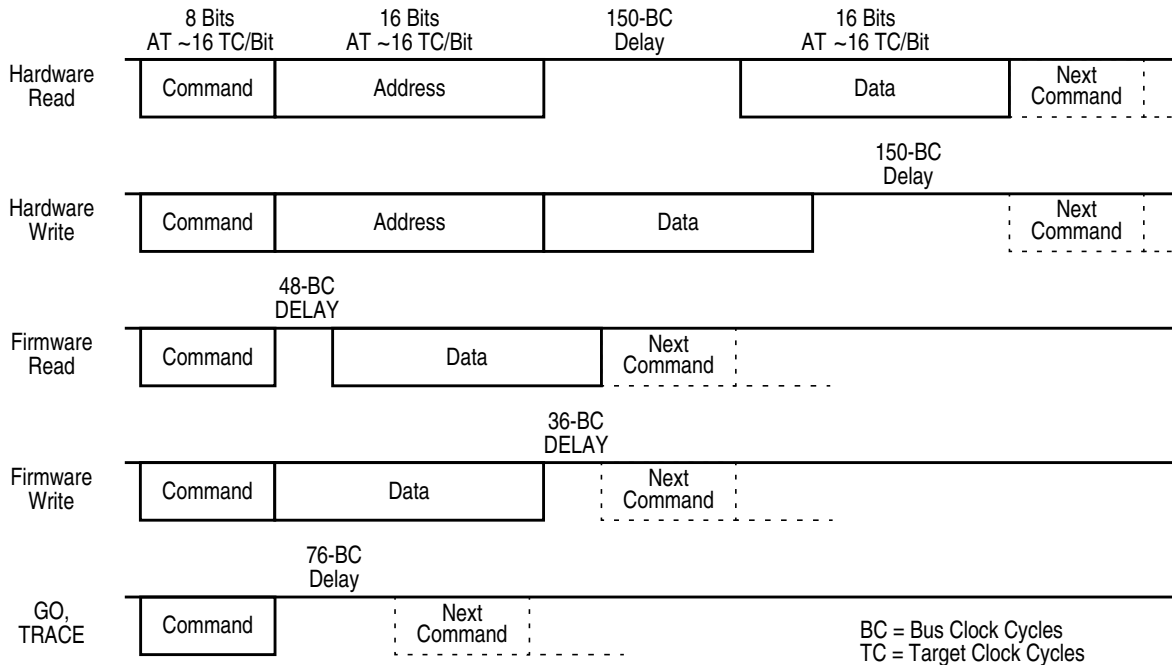 8 Bits
AT ~16 TC/Bit
16 Bits
AT ~16 TC/Bit
150-BC
Delay
16 Bits
AT ~16 TC/Bit
Hardware
Read
Command
Address
Data
Next
Command
150-BC
Delay
Hardware
Write
Command
Address
Data
Next
Command
48-BC
DELAY
Firmware
Read
Command
Data
Next
Command
36-BC
DELAY
Firmware
Write
Command
Data
Next
Command
76-BC
Delay
GO,
TRACE
Command
Next
Command
BC = Bus Clock Cycles
TC = Target Clock Cycles